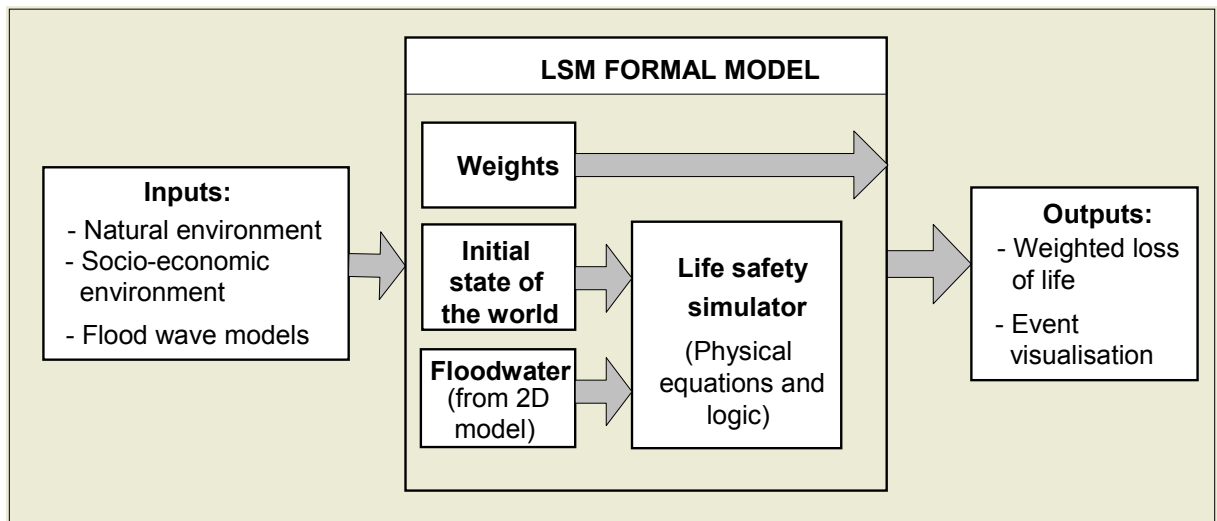 LSM FORMAL MODEL
Inputs:
- Natural environment
- Socio-economic
environment
- Flood wave models
Weights
Initial
state of
the world
Floodwater
(from 2D
model)
Life safety
simulator
(Physical
equations and
logic)
Outputs:
- Weighted loss
of life
- Event
visualisation